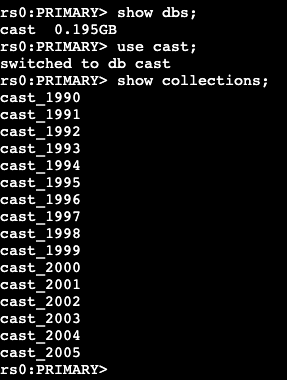 rs0:PRIMARY> show dbs;
cast  0.195GB
rs0:PRIMARY> use cast;
switched to db cast
rs0:PRIMARY> show collections;
cast_1990
cast_1991
cast_1992
cast_1993
cast_1994
cast_1995
cast_1996
cast_1997
cast_1998
cast_1999
cast_2000
cast_2001
cast_2002
cast_2003
cast_2004
cast_2005
rs0:PRIMARY>